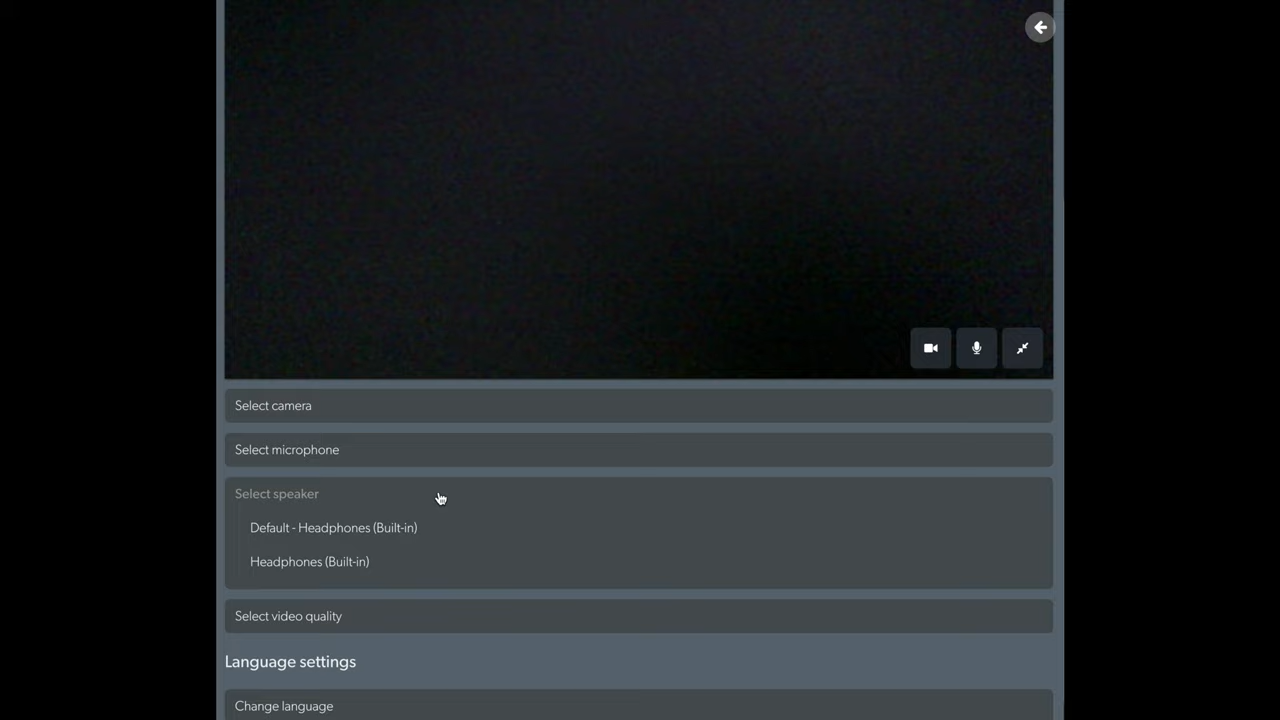 Select camera
Select microphone
Select speaker
Default - Headphones (Built-in)
Headphones (Built-in)
Select video quality
Language settings
Change language